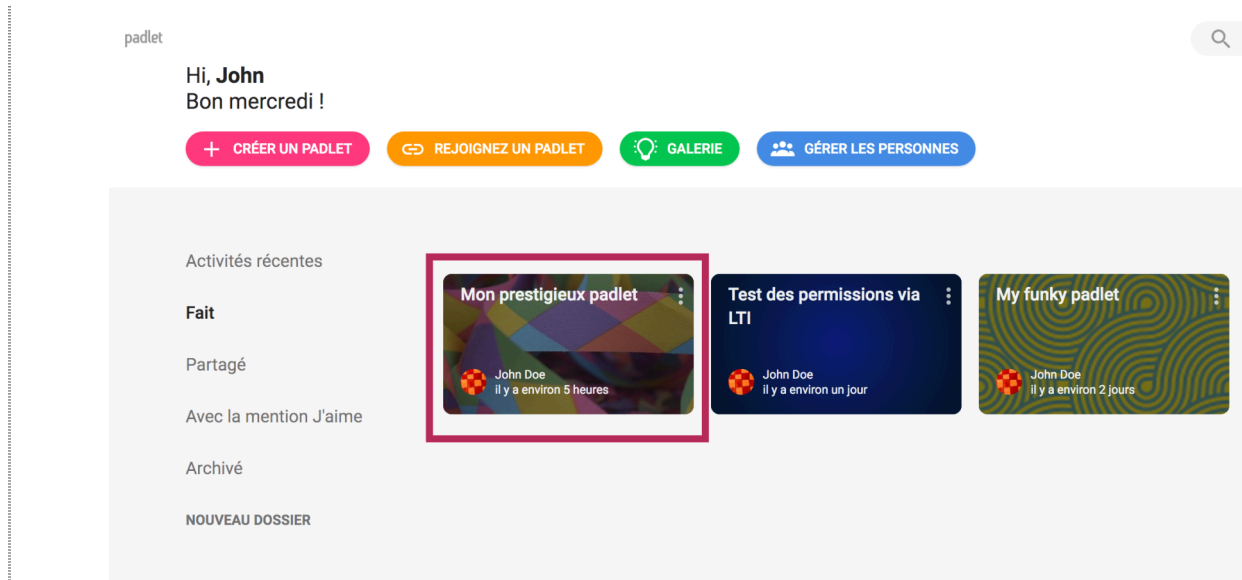 padlet
Hi, John
Bon mercredi !
CRÉER UN PADLET
REJOIGNEZ UN PADLET
GALERIE
GÉRER LES PERSONNES
Activités récentes
Fait
Partagé
Avec la mention J'aime
Archivé
NOUVEAU DOSSIER
Mon prestigieux padlet
John Doe
il y a environ 5 heures
Test des permissions via
LTI
John Doe
il y a environ un jour
My funky padlet
John Doe
il y a environ 2 jours